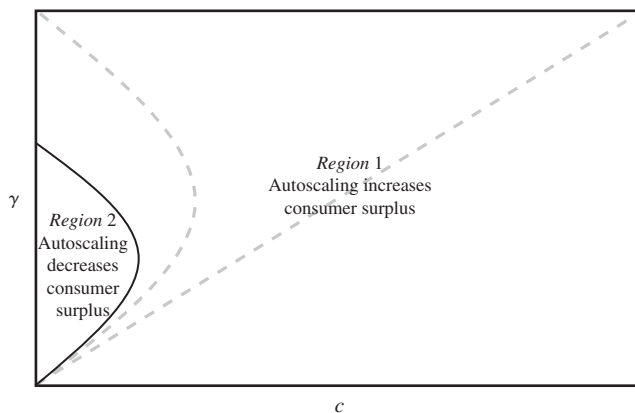 Region 1
Autoscaling increases
consumer surplus
γ
Region 2
Autoscaling
decreases
consumer
surplus
c